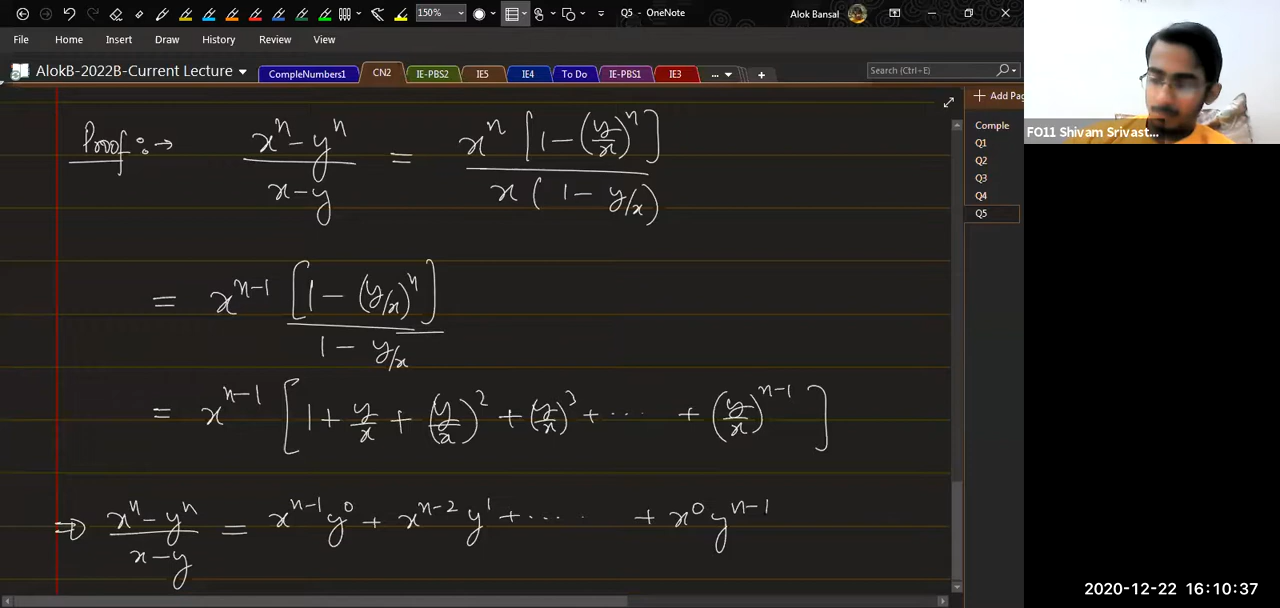 150%
Q5 - OneNote
Alok Bansal
File Home Insert Draw History Review View
AlokB-2022B-Current Lecture
CompleNumbers1 CN2 IE-PBS2 IE5 IE4 To Do IE-PBS1 IE3 ... +
Search (Ctrl+E)
+ Add Pag
Comple
Q1
Q2
Q3
Q4
Q5
FO11 Shivam Srivast...
Proof :→ (xⁿ - yⁿ)/(x - y) = xⁿ [1 - (y/x)ⁿ] / x(1 - y/x)
= xⁿ⁻¹ [1 - (y/x)ⁿ] / (1 - y/x)
= xⁿ⁻¹ [1 + y/x + (y/x)² + (y/x)³ + ... + (y/x)ⁿ⁻¹]
⇒ (xⁿ - yⁿ)/(x - y) = xⁿ⁻¹y⁰ + xⁿ⁻²y¹ + ..... + x⁰yⁿ⁻¹
2020-12-22 16:10:37